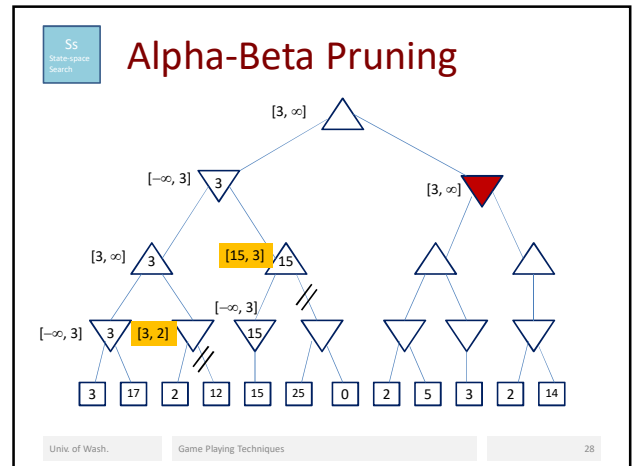 Ss
State-space
Search
Alpha-Beta Pruning
[3, ∞]
[−∞, 3] 3 [3, ∞]
[3, ∞] 3 [15, 3] 15
[−∞, 3]
[−∞, 3] 3 [3, 2] 15
3 17 2 12 15 25 0 2 5 3 2 14
Univ. of Wash. Game Playing Techniques 28